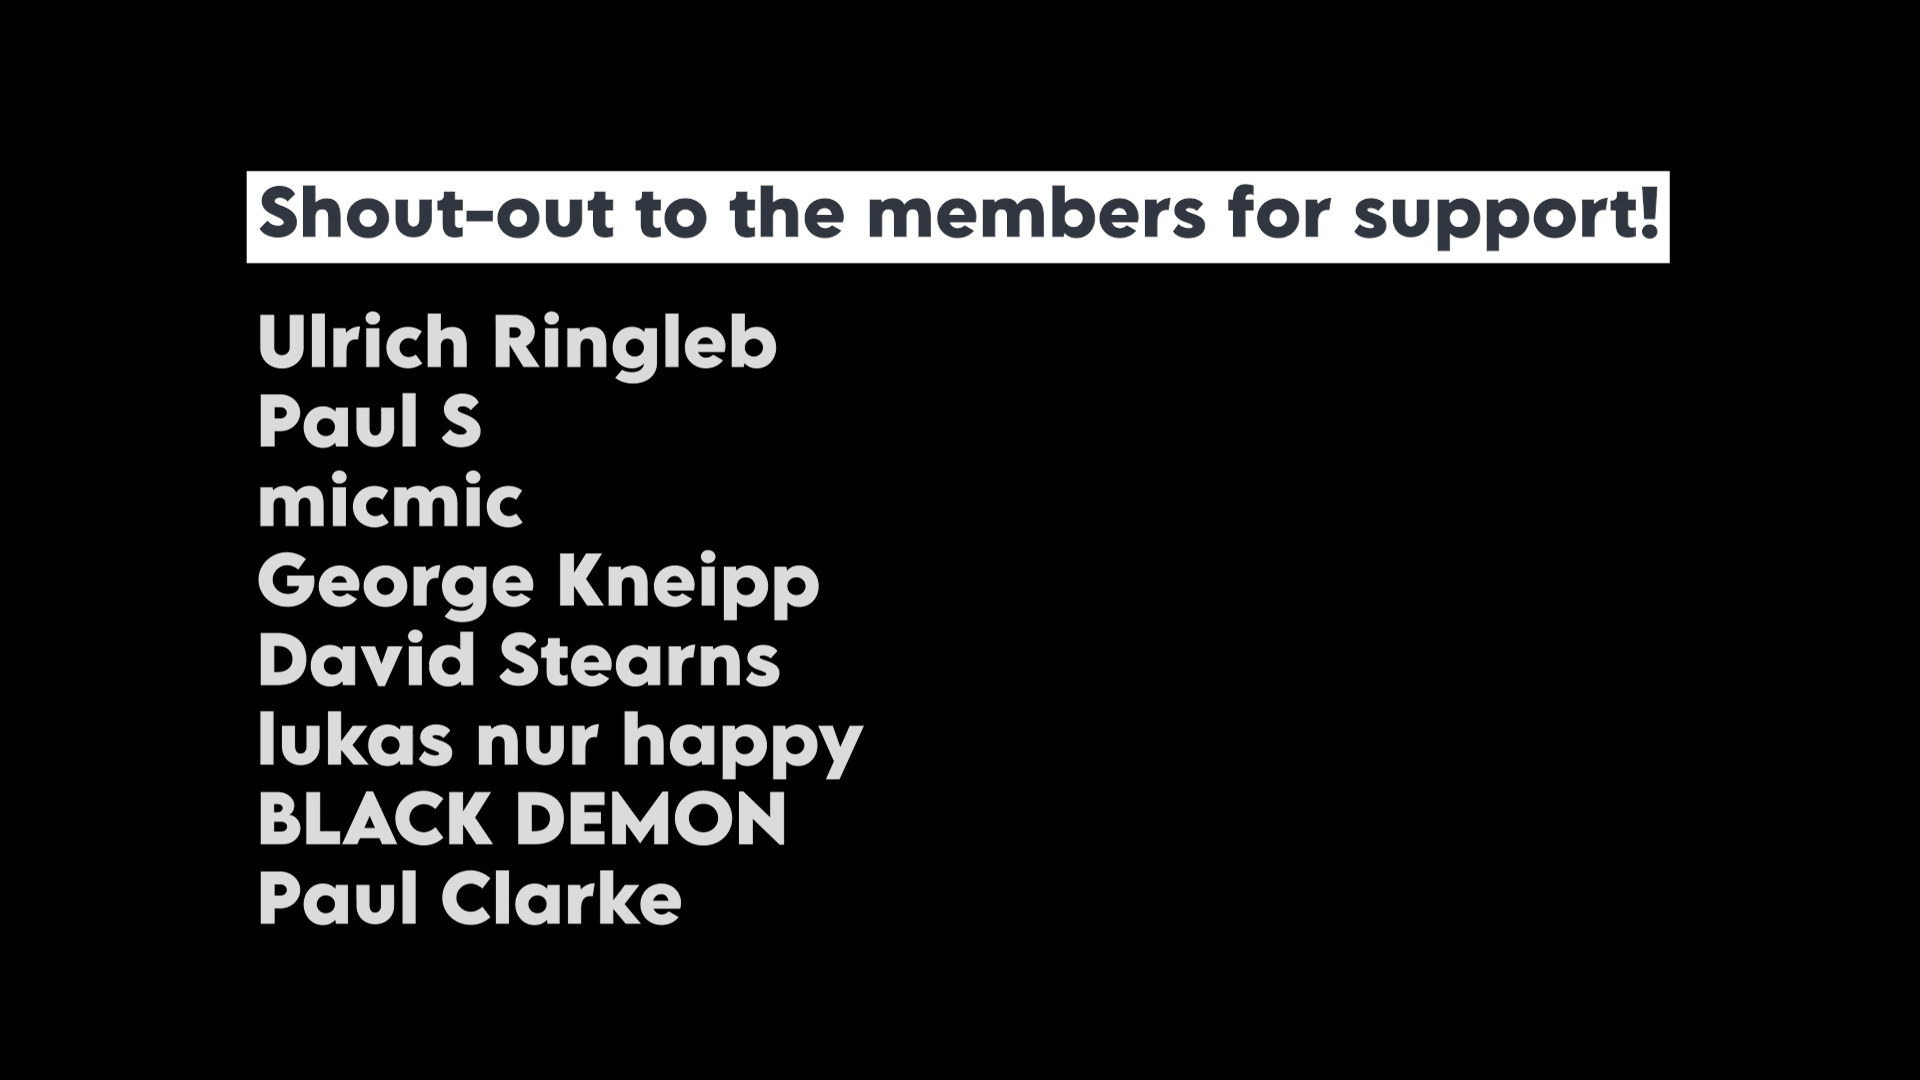 Shout-out to the members for support!
Ulrich Ringleb
Paul S
micmic
George Kneipp
David Stearns
lukas nur happy
BLACK DEMON
Paul Clarke